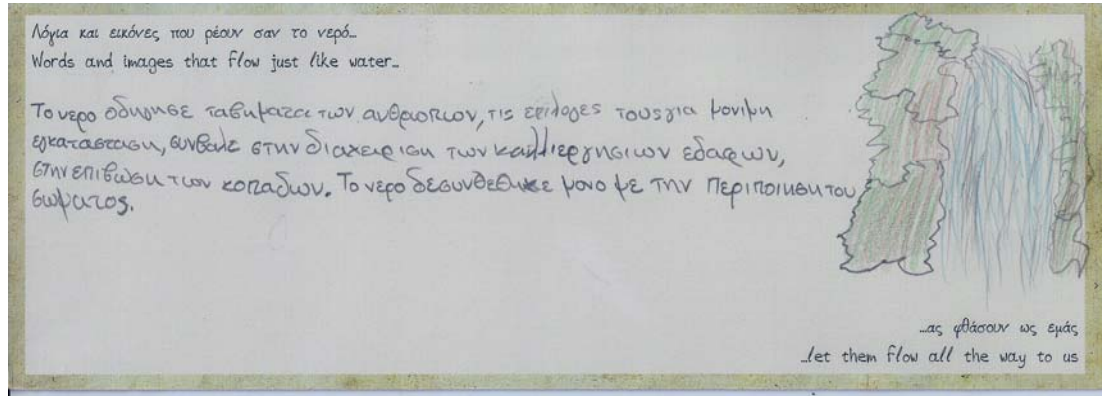 Λόγια και εικόνες που ρέουν σαν το νερό...
Words and images that flow just like water...
Το νερο οδηγησε τα βηματα των ανθρωπων, τις επιλογες τους για μονιμη
εγκατασταση, συνβαλε στην διαχειριση των καλλιεργησιων εδαφων,
στην επιβωση των κοπαδων. Το νερο δε συνδεθηκε μονο με την περιποιηση του
σωματος.
...ας φθάσουν ως εμάς
...let them flow all the way to us